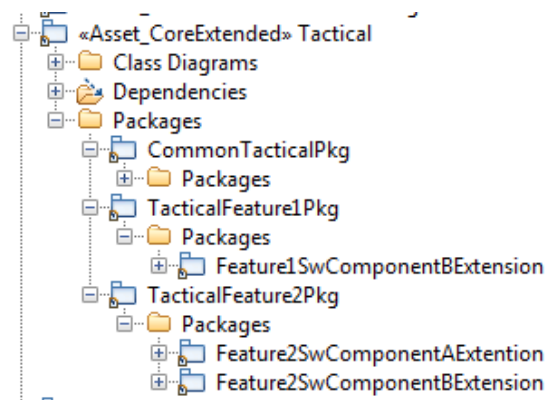 «Asset_CoreExtended» Tactical
Class Diagrams
Dependencies
Packages
CommonTacticalPkg
Packages
TacticalFeature1Pkg
Packages
Feature1SwComponentBExtension
TacticalFeature2Pkg
Packages
Feature2SwComponentAExtention
Feature2SwComponentBExtension